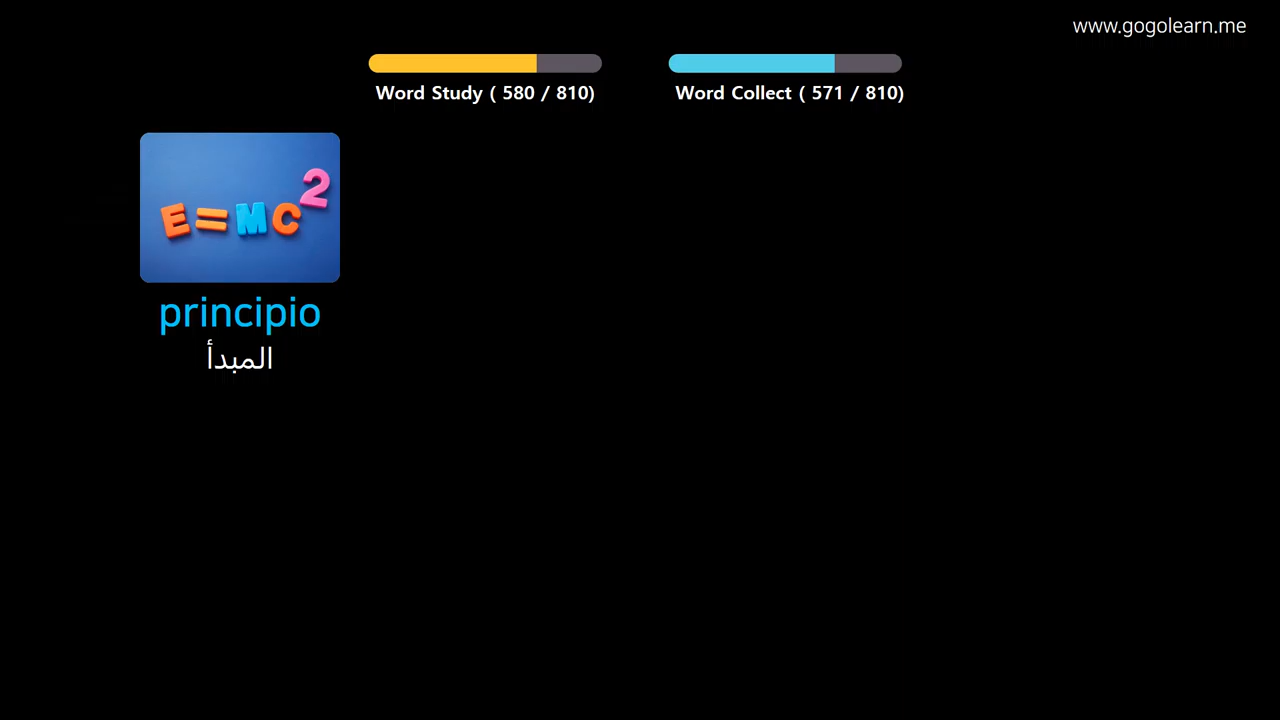 www.gogolearn.me
Word Study ( 580 / 810)
Word Collect ( 571 / 810)
E=MC2
principio
المبدأ